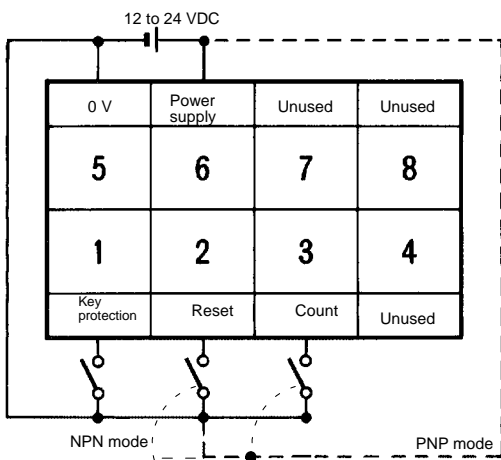 12 to 24 VDC
0 V
Power
supply
Unused
Unused
5
6
7
8
1
2
3
4
Key
protection
Reset
Count
Unused
NPN mode
PNP mode